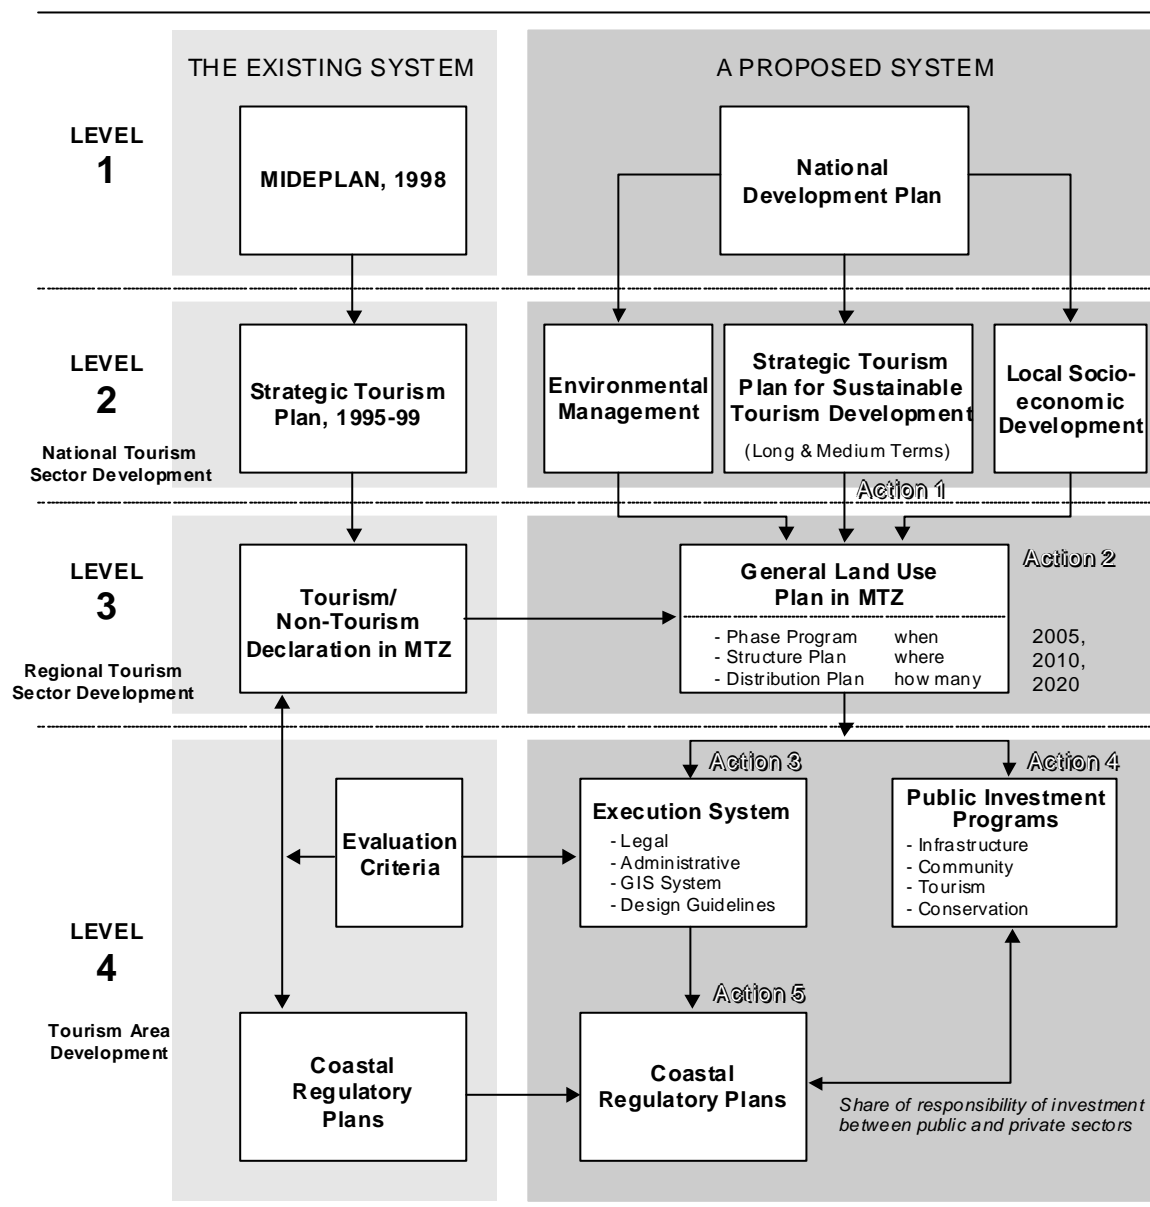 THE EXISTING SYSTEM
A PROPOSED SYSTEM
LEVEL
1
MIDEPLAN, 1998
National
Development Plan
LEVEL
2
National Tourism
Sector Development
Strategic Tourism
Plan, 1995-99
Environmental
Management
Strategic Tourism
Plan for Sustainable
Tourism Development
(Long & Medium Terms)
Local Socio-
economic
Development
Action 1
LEVEL
3
Regional Tourism
Sector Development
Tourism/
Non-Tourism
Declaration in MTZ
General Land Use
Plan in MTZ
- Phase Program when
- Structure Plan where
- Distribution Plan how many
Action 2
2005,
2010,
2020
LEVEL
4
Tourism Area
Development
Evaluation
Criteria
Action 3
Execution System
- Legal
- Administrative
- GIS System
- Design Guidelines
Action 4
Public Investment
Programs
- Infrastructure
- Community
- Tourism
- Conservation
Action 5
Coastal
Regulatory
Plans
Coastal
Regulatory Plans
Share of responsibility of investment
between public and private sectors